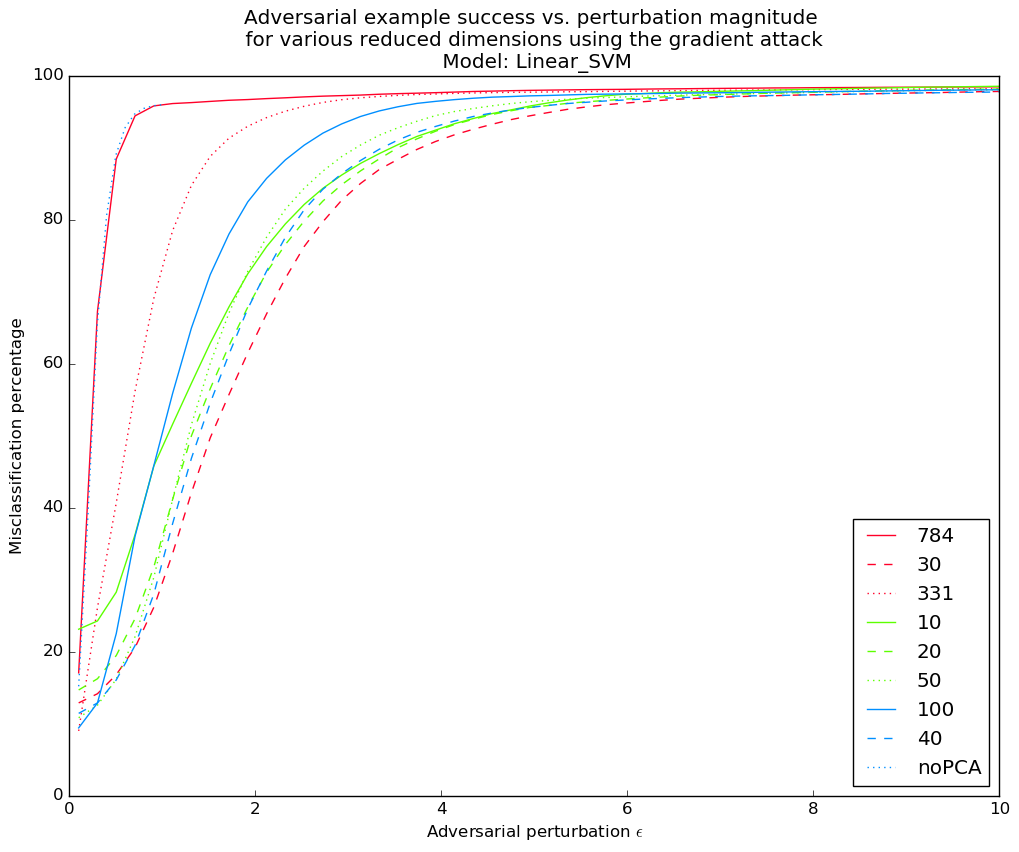 Adversarial example success vs. perturbation magnitude
for various reduced dimensions using the gradient attack
Model: Linear_SVM
Misclassification percentage
100
80
60
40
20
0
0 2 4 6 8 10
Adversarial perturbation ϵ
784
30
331
10
20
50
100
40
noPCA